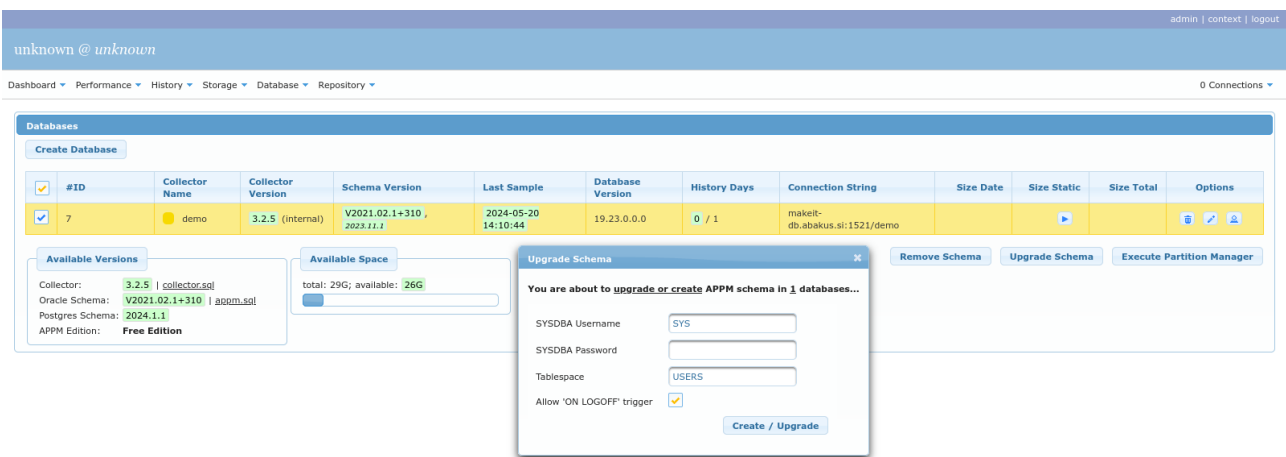 admin | context | logout
unknown @ unknown
Dashboard Performance History Storage Database Repository 0 Connections
Databases
Create Database
#ID Collector Name Collector Version Schema Version Last Sample Database Version History Days Connection String Size Date Size Static Size Total Options
7 demo 3.2.5 (internal) V2021.02.1+310 , 2023.11.1 2024-05-20 14:10:44 19.23.0.0.0 0 / 1 makeit-db.abakus.si:1521/demo
Remove Schema Upgrade Schema Execute Partition Manager
Available Versions
Collector: 3.2.5 | collector.sql
Oracle Schema: V2021.02.1+310 | appm.sql
Postgres Schema: 2024.1.1
APPM Edition: Free Edition
Available Space
total: 29G; available: 26G
Upgrade Schema
You are about to upgrade or create APPM schema in 1 databases...
SYSDBA Username SYS
SYSDBA Password
Tablespace USERS
Allow 'ON LOGOFF' trigger
Create / Upgrade